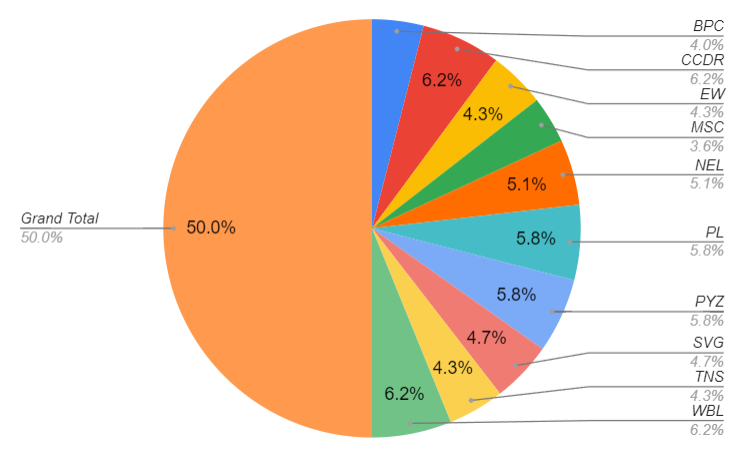 BPC
4.0%
CCDR
6.2%
EW
4.3%
MSC
3.6%
NEL
5.1%
PL
5.8%
PYZ
5.8%
SVG
4.7%
TNS
4.3%
WBL
6.2%
Grand Total
50.0%
50.0%
6.2%
4.3%
5.1%
5.8%
5.8%
4.7%
4.3%
6.2%